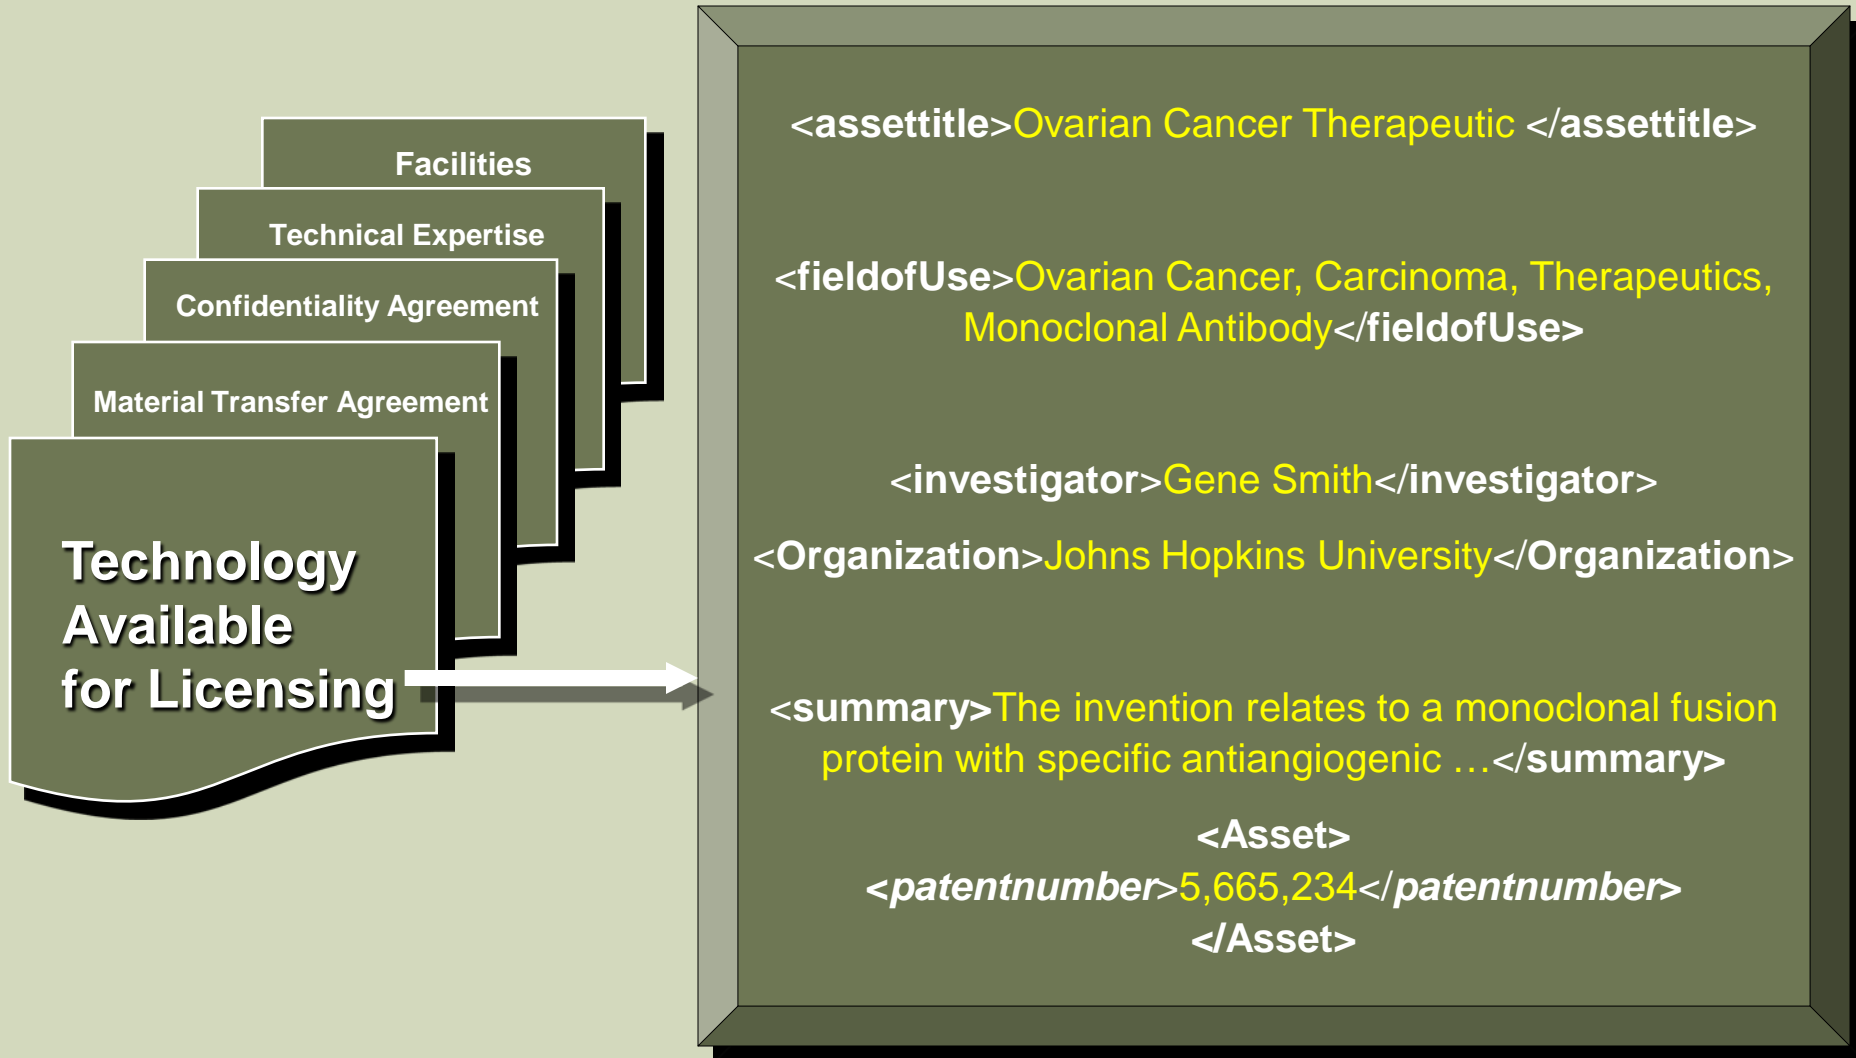 Facilities
Technical Expertise
Confidentiality Agreement
Material Transfer Agreement
Technology
Available
for Licensing
<assettitle>Ovarian Cancer Therapeutic </assettitle>
<fieldofUse>Ovarian Cancer, Carcinoma, Therapeutics,
Monoclonal Antibody</fieldofUse>
<investigator>Gene Smith</investigator>
<Organization>Johns Hopkins University</Organization>
<summary>The invention relates to a monoclonal fusion
protein with specific antiangiogenic …</summary>
<Asset>
<patentnumber>5,665,234</patentnumber>
</Asset>